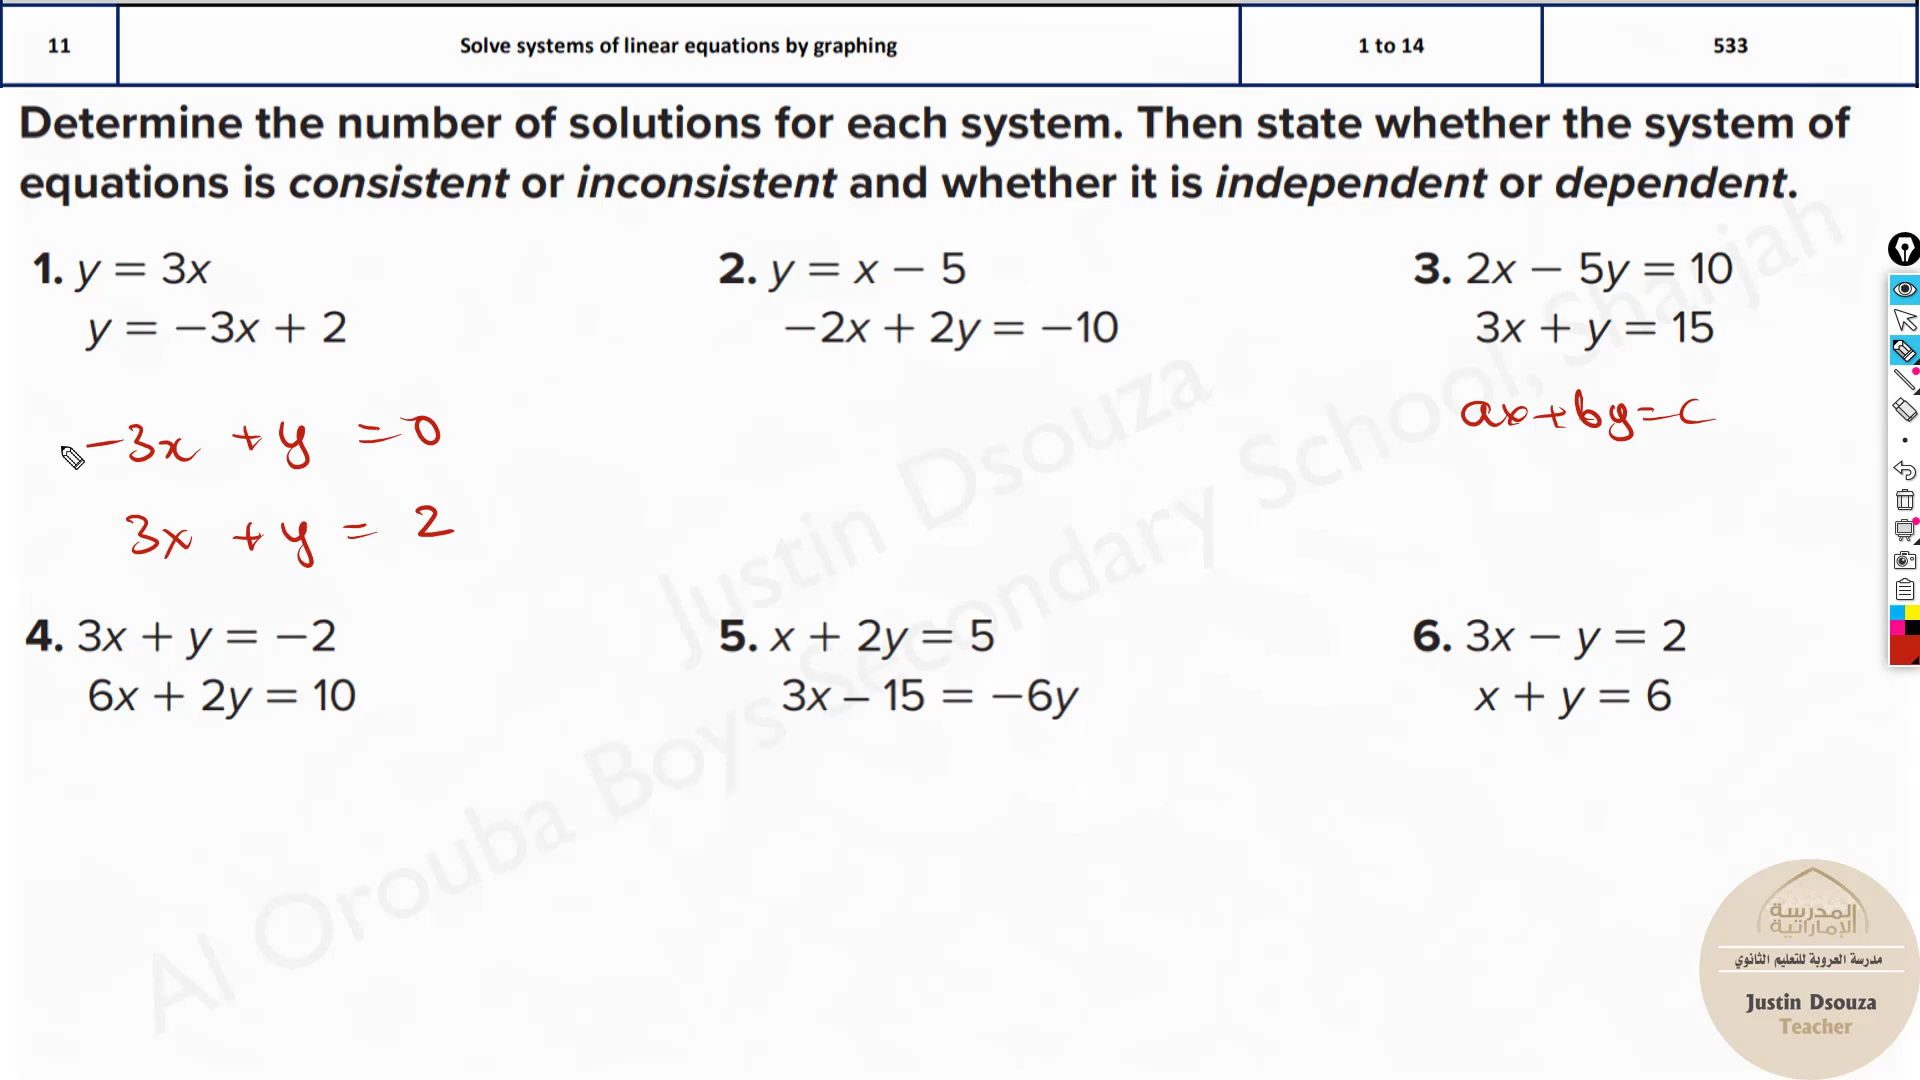 11 Solve systems of linear equations by graphing 1 to 14 533
Determine the number of solutions for each system. Then state whether the system of
equations is consistent or inconsistent and whether it is independent or dependent.
1. y = 3x
y = −3x + 2
−3x + y = 0
3x + y = 2
2. y = x − 5
−2x + 2y = −10
3. 2x − 5y = 10
3x + y = 15
ax + by = c
4. 3x + y = −2
6x + 2y = 10
5. x + 2y = 5
3x − 15 = −6y
6. 3x − y = 2
x + y = 6
Justin Dsouza
Al Orouba Boys Secondary School, Sharjah
المدرسة
الإماراتية
مدرسة العروبة للتعليم الثانوي
Justin Dsouza
Teacher